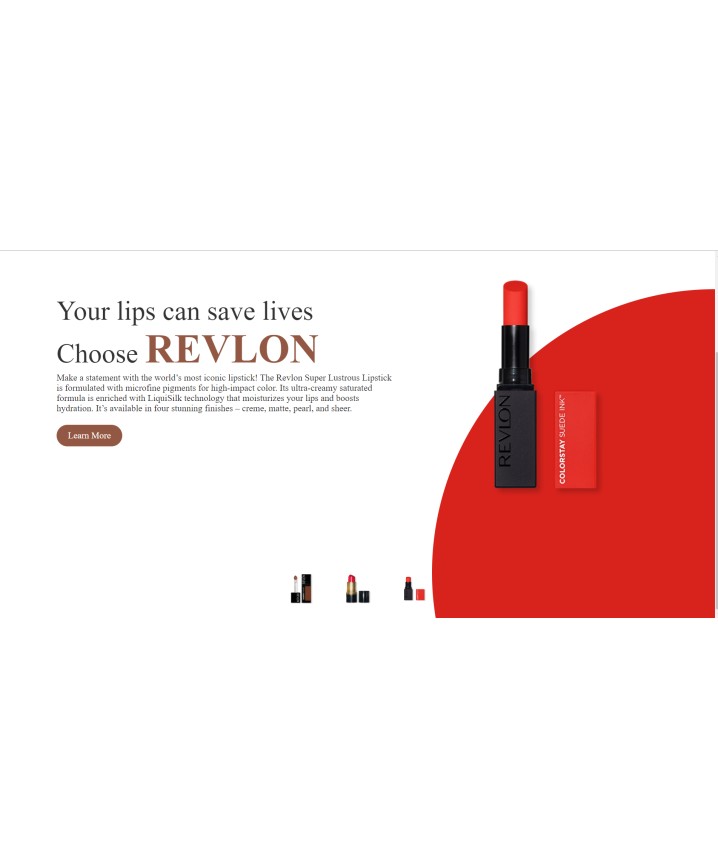 Your lips can save lives
Choose REVLON
Make a statement with the world’s most iconic lipstick! The Revlon Super Lustrous Lipstick
is formulated with microfine pigments for high-impact color. Its ultra-creamy saturated
formula is enriched with LiquiSilk technology that moisturizes your lips and boosts
hydration. It’s available in four stunning finishes – creme, matte, pearl, and sheer.
Learn More
REVLON
COLORSTAY SUEDE INK™